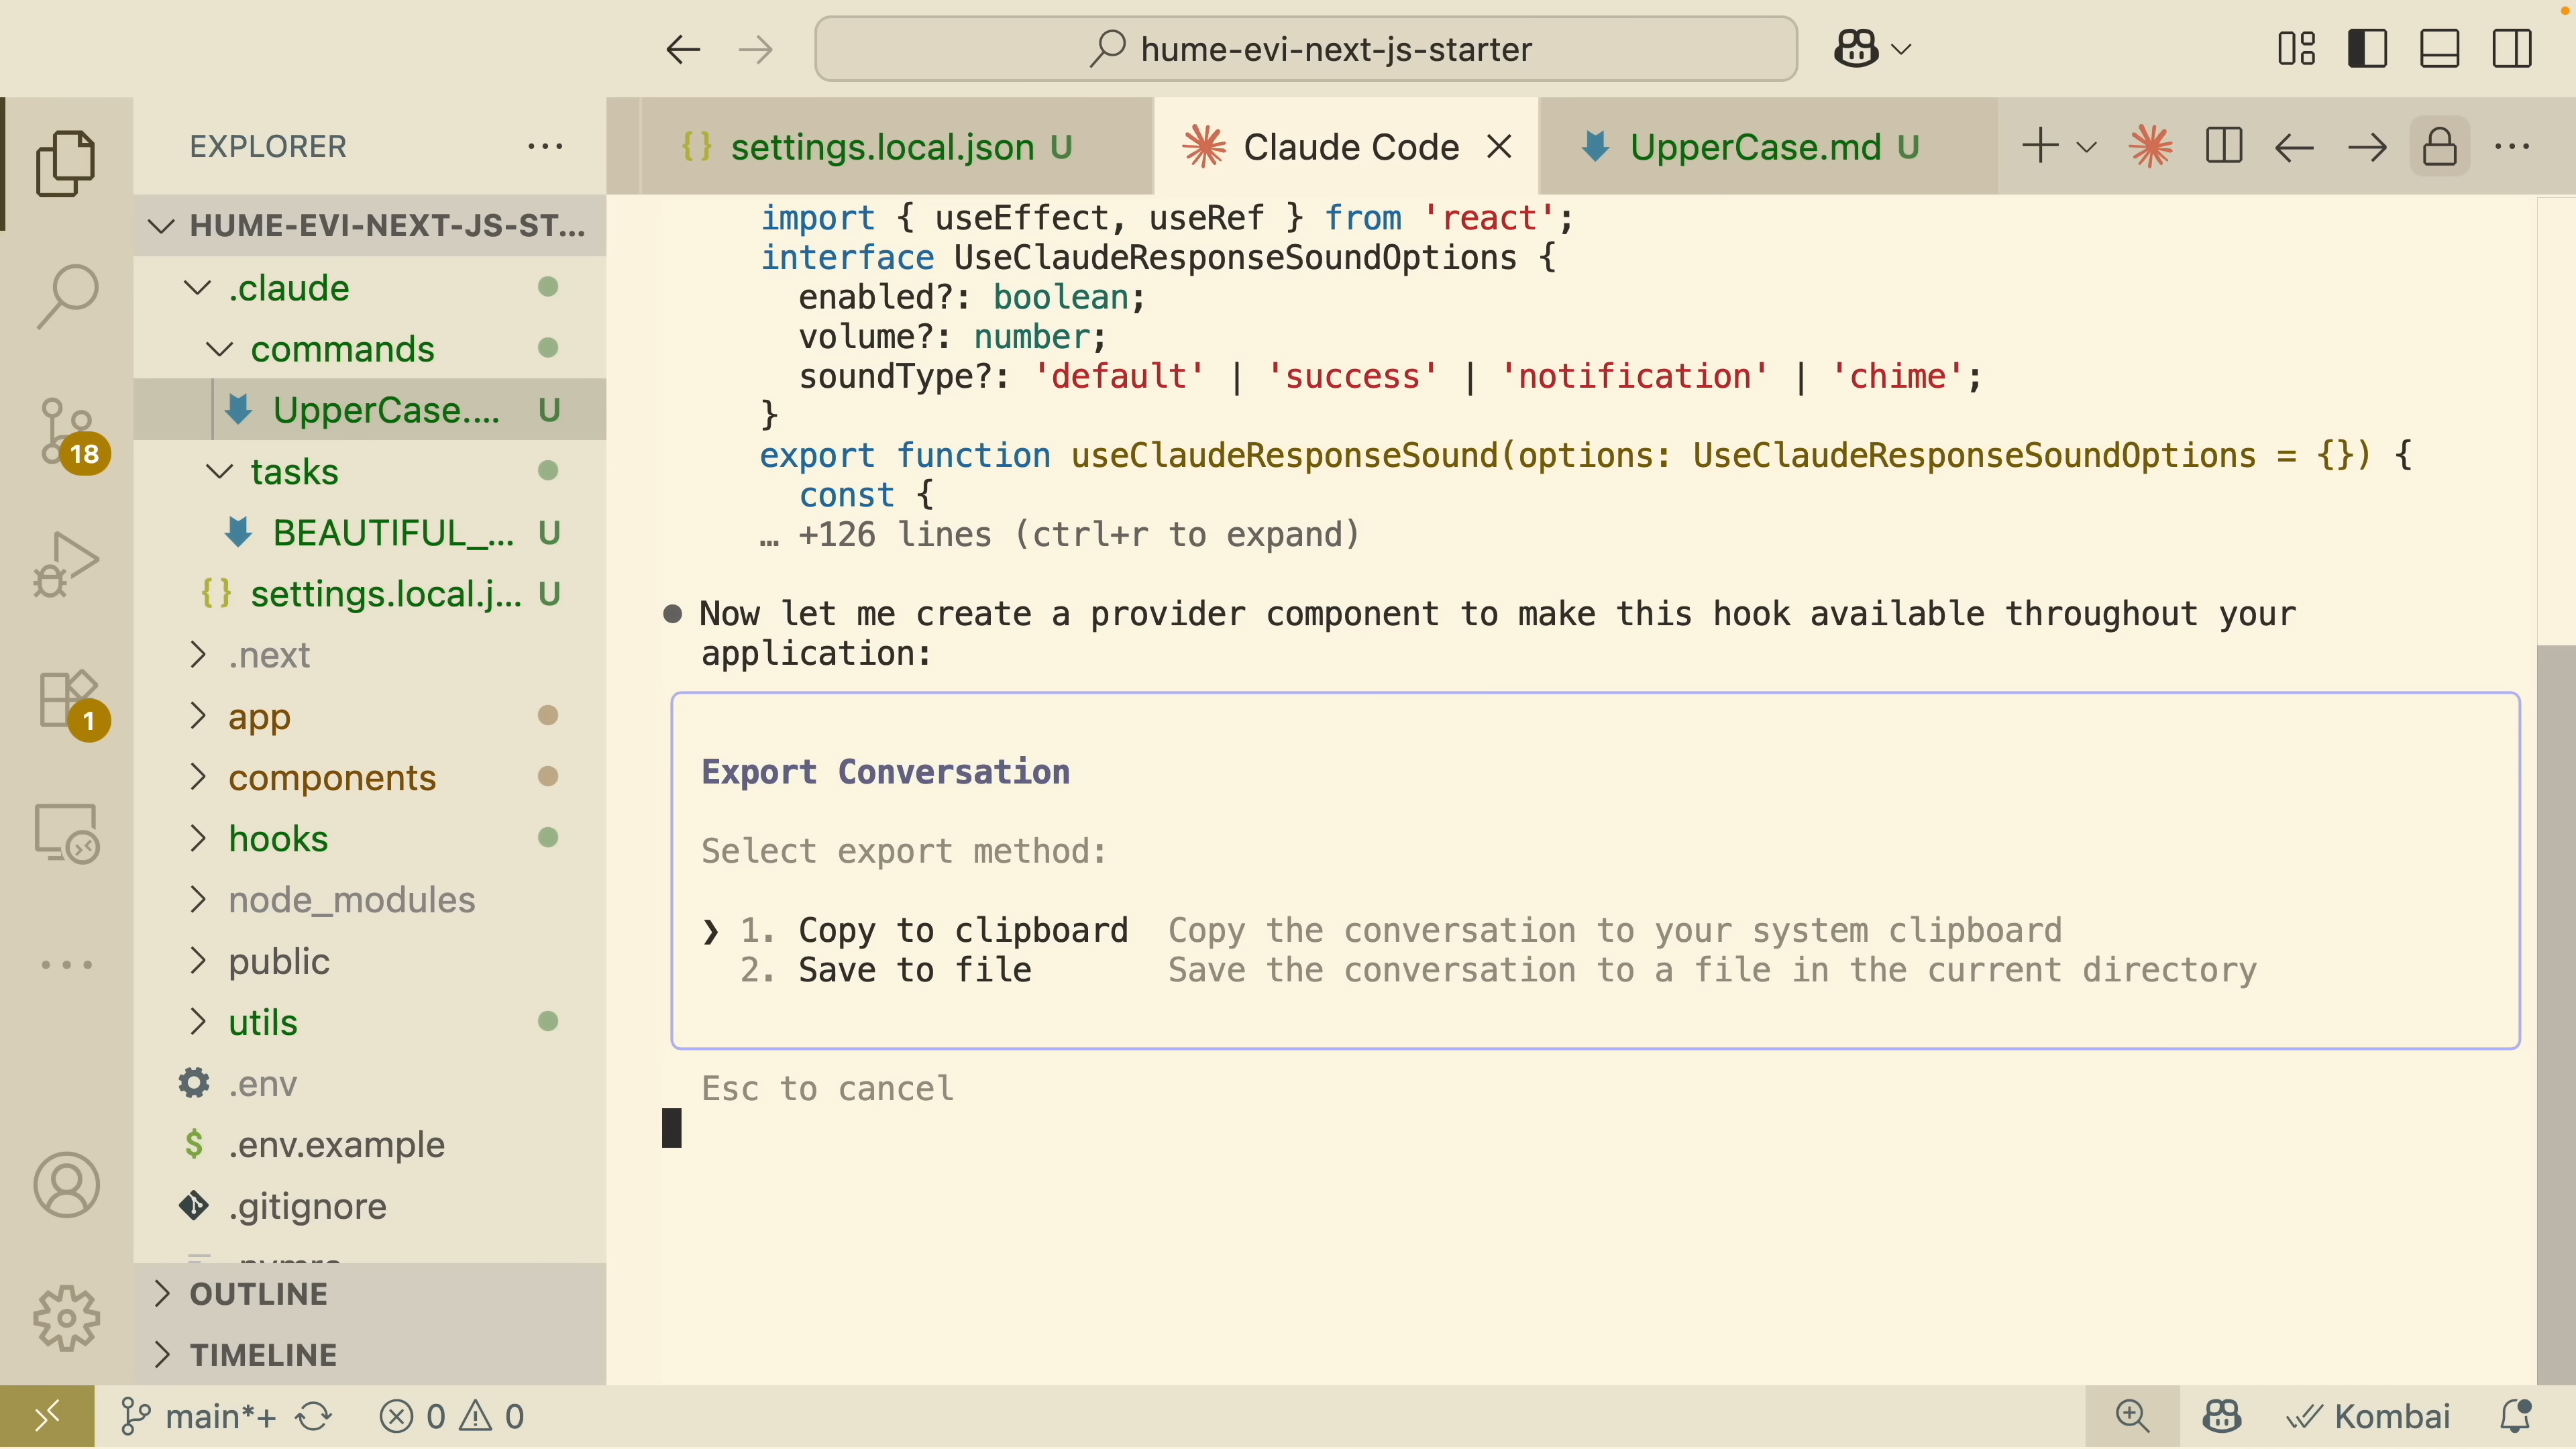 hume-evi-next-js-starter
EXPLORER
settings.local.json U
Claude Code
UpperCase.md U
HUME-EVI-NEXT-JS-ST...
.claude
commands
UpperCase.... U
tasks
BEAUTIFUL_... U
{} settings.local.j... U
.next
app
components
hooks
node_modules
public
utils
.env
$ .env.example
.gitignore
OUTLINE
TIMELINE
18
1
import { useEffect, useRef } from 'react';
interface UseClaudeResponseSoundOptions {
enabled?: boolean;
volume?: number;
soundType?: 'default' | 'success' | 'notification' | 'chime';
}
export function useClaudeResponseSound(options: UseClaudeResponseSoundOptions = {}) {
const {
… +126 lines (ctrl+r to expand)
● Now let me create a provider component to make this hook available throughout your
application:
Export Conversation
Select export method:
❯ 1. Copy to clipboard Copy the conversation to your system clipboard
2. Save to file Save the conversation to a file in the current directory
Esc to cancel
main*+ 0 0
Kombai